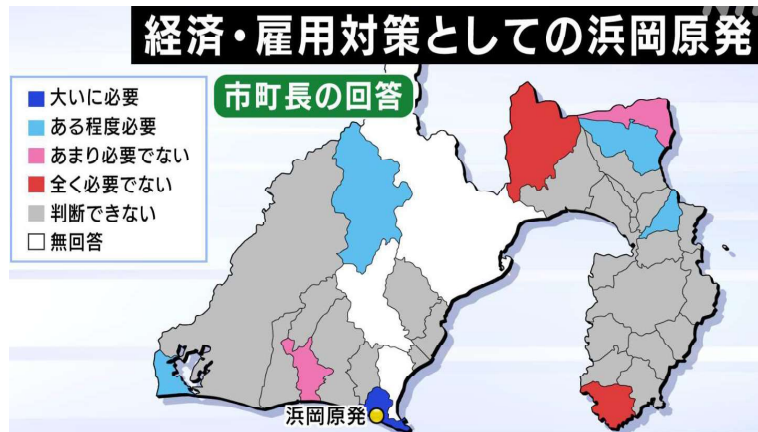 経済・雇用対策としての浜岡原発
市町長の回答
大いに必要
ある程度必要
あまり必要でない
全く必要でない
判断できない
無回答
浜岡原発